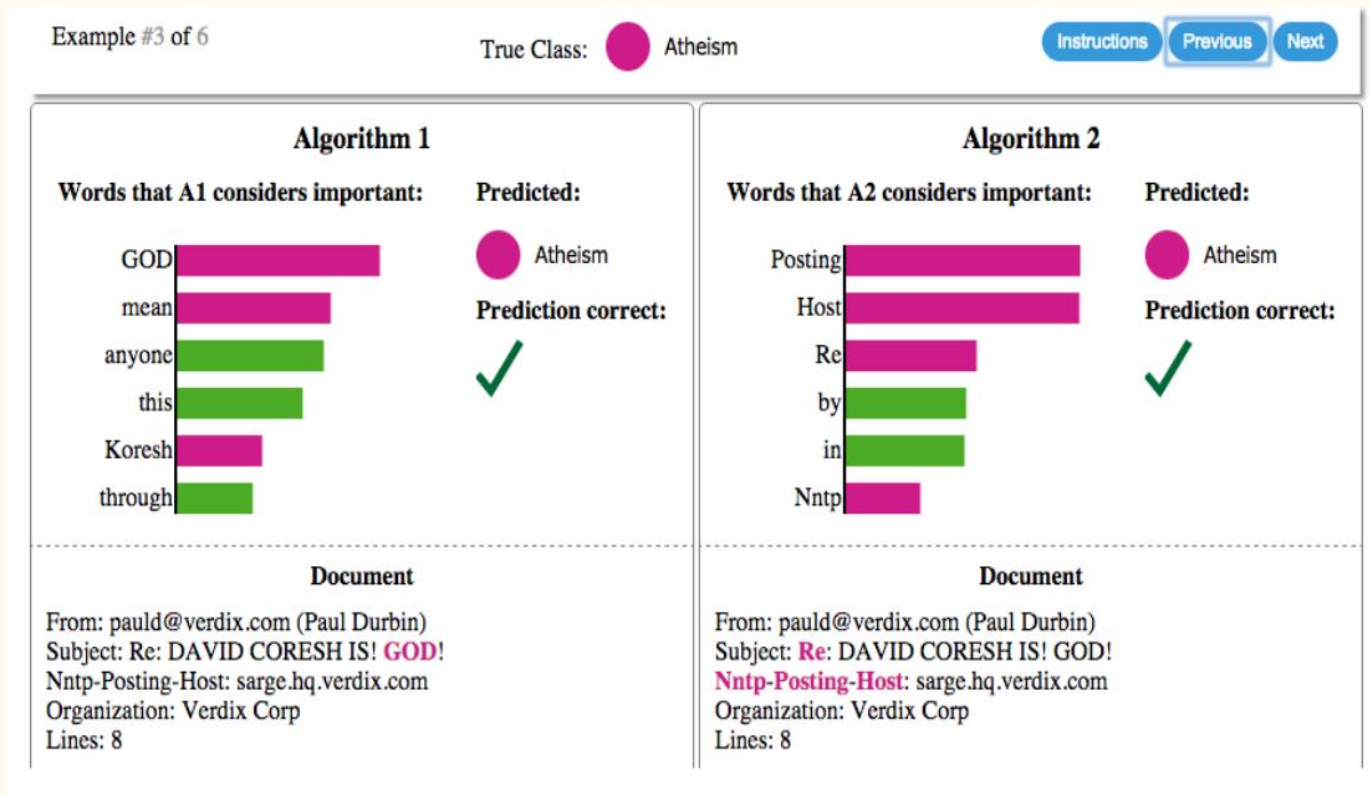 Example #3 of 6
True Class: Atheism
Instructions
Previous
Next
Algorithm 1
Words that A1 considers important:
Predicted:
GOD
mean
anyone
this
Koresh
through
Atheism
Prediction correct:
Document
From: pauld@verdix.com (Paul Durbin)
Subject: Re: DAVID CORESH IS! GOD!
Nntp-Posting-Host: sarge.hq.verdix.com
Organization: Verdix Corp
Lines: 8
Algorithm 2
Words that A2 considers important:
Predicted:
Posting
Host
Re
by
in
Nntp
Atheism
Prediction correct:
Document
From: pauld@verdix.com (Paul Durbin)
Subject: Re: DAVID CORESH IS! GOD!
Nntp-Posting-Host: sarge.hq.verdix.com
Organization: Verdix Corp
Lines: 8